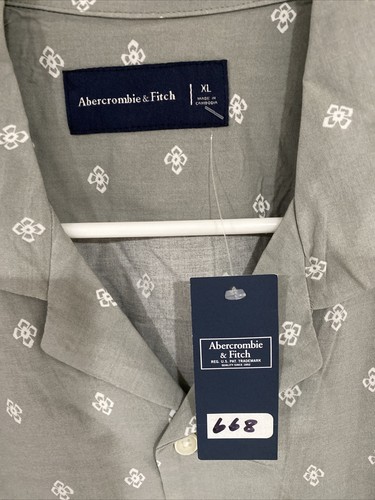 Abercrombie & Fitch
XL
MADE IN
CAMBODIA
Abercrombie
& Fitch
REG. U.S. PAT. TRADEMARK
QUALITY SINCE 1892
668